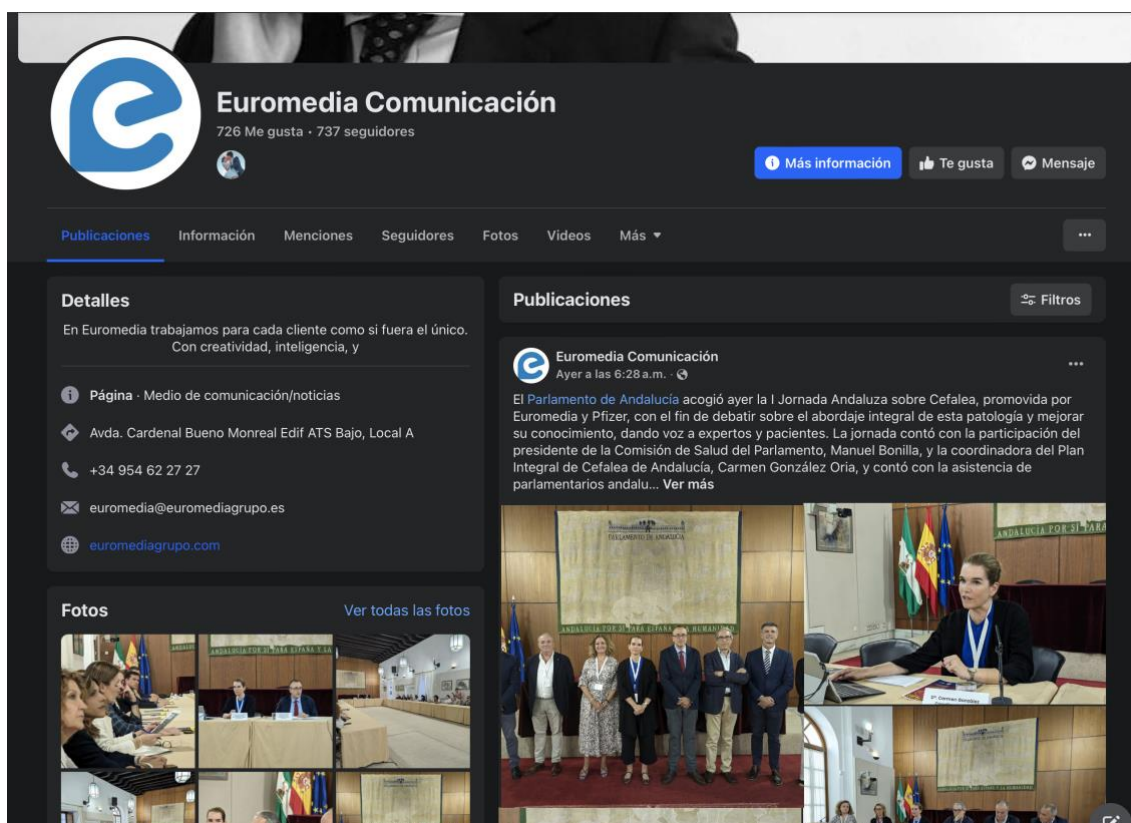 Euromedia Comunicación
726 Me gusta · 737 seguidores
Más información
Te gusta
Mensaje
Publicaciones
Información
Menciones
Seguidores
Fotos
Videos
Más
Detalles
En Euromedia trabajamos para cada cliente como si fuera el único.
Con creatividad, inteligencia, y
Página · Medio de comunicación/noticias
Avda. Cardenal Bueno Monreal Edif ATS Bajo, Local A
+34 954 62 27 27
euromedia@euromediagrupo.es
euromediagrupo.com
Fotos
Ver todas las fotos
Publicaciones
Filtros
Euromedia Comunicación
Ayer a las 6:28 a.m.
El Parlamento de Andalucía acogió ayer la I Jornada Andaluza sobre Cefalea, promovida por
Euromedia y Pfizer, con el fin de debatir sobre el abordaje integral de esta patología y mejorar
su conocimiento, dando voz a expertos y pacientes. La jornada contó con la participación del
presidente de la Comisión de Salud del Parlamento, Manuel Bonilla, y la coordinadora del Plan
Integral de Cefalea de Andalucía, Carmen González Oria, y contó con la asistencia de
parlamentarios andalu... Ver más
PARLAMENTO DE ANDALUCIA
ANDALUCIA POR SI PARA ESPAÑA Y LA HUMANIDAD
ANDALUCIA POR SI PARA